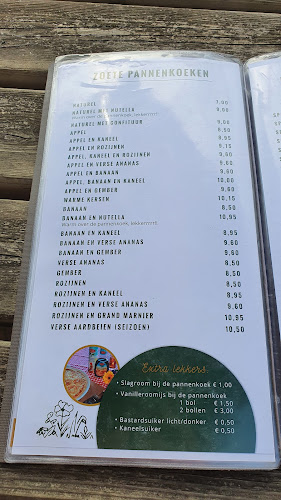 ZOETE PANNENKOEKEN
NATUREL 7,00
NATUREL MET NUTELLA
NATUREL MET CONFITUUR 9,00
APPEL 8,50
APPEL EN KANEEL 8,95
APPEL EN ROZIJNEN 9,15
APPEL, KANEEL EN ROZIJNEN 9,60
APPEL EN VERSE ANANAS 9,60
APPEL EN BANAAN 9,60
APPEL, BANAAN EN KANEEL 10,00
APPEL EN GEMBER 9,60
WARME KERSEN 10,15
BANAAN 8,50
BANAAN EN NUTELLA 10,95
BANAAN EN KANEEL 8,95
BANAAN EN VERSE ANANAS 9,60
BANAAN EN GEMBER 9,60
VERSE ANANAS 8,50
GEMBER 8,50
ROZIJNEN 8,50
ROZIJNEN EN KANEEL 8,95
ROZIJNEN EN VERSE ANANAS 9,60
ROZIJNEN EN GRAND MARNIER 10,95
VERSE AARDBEIEN (SEIZOEN) 10,50
Extra lekkers:
• Slagroom bij de pannenkoek € 1,00
• Vanilleroomijs bij de pannenkoek
1 bol € 1,50
2 bollen € 3,00
• Bastardsuiker licht/donker € 0,50
• Kaneelsuiker € 0,50